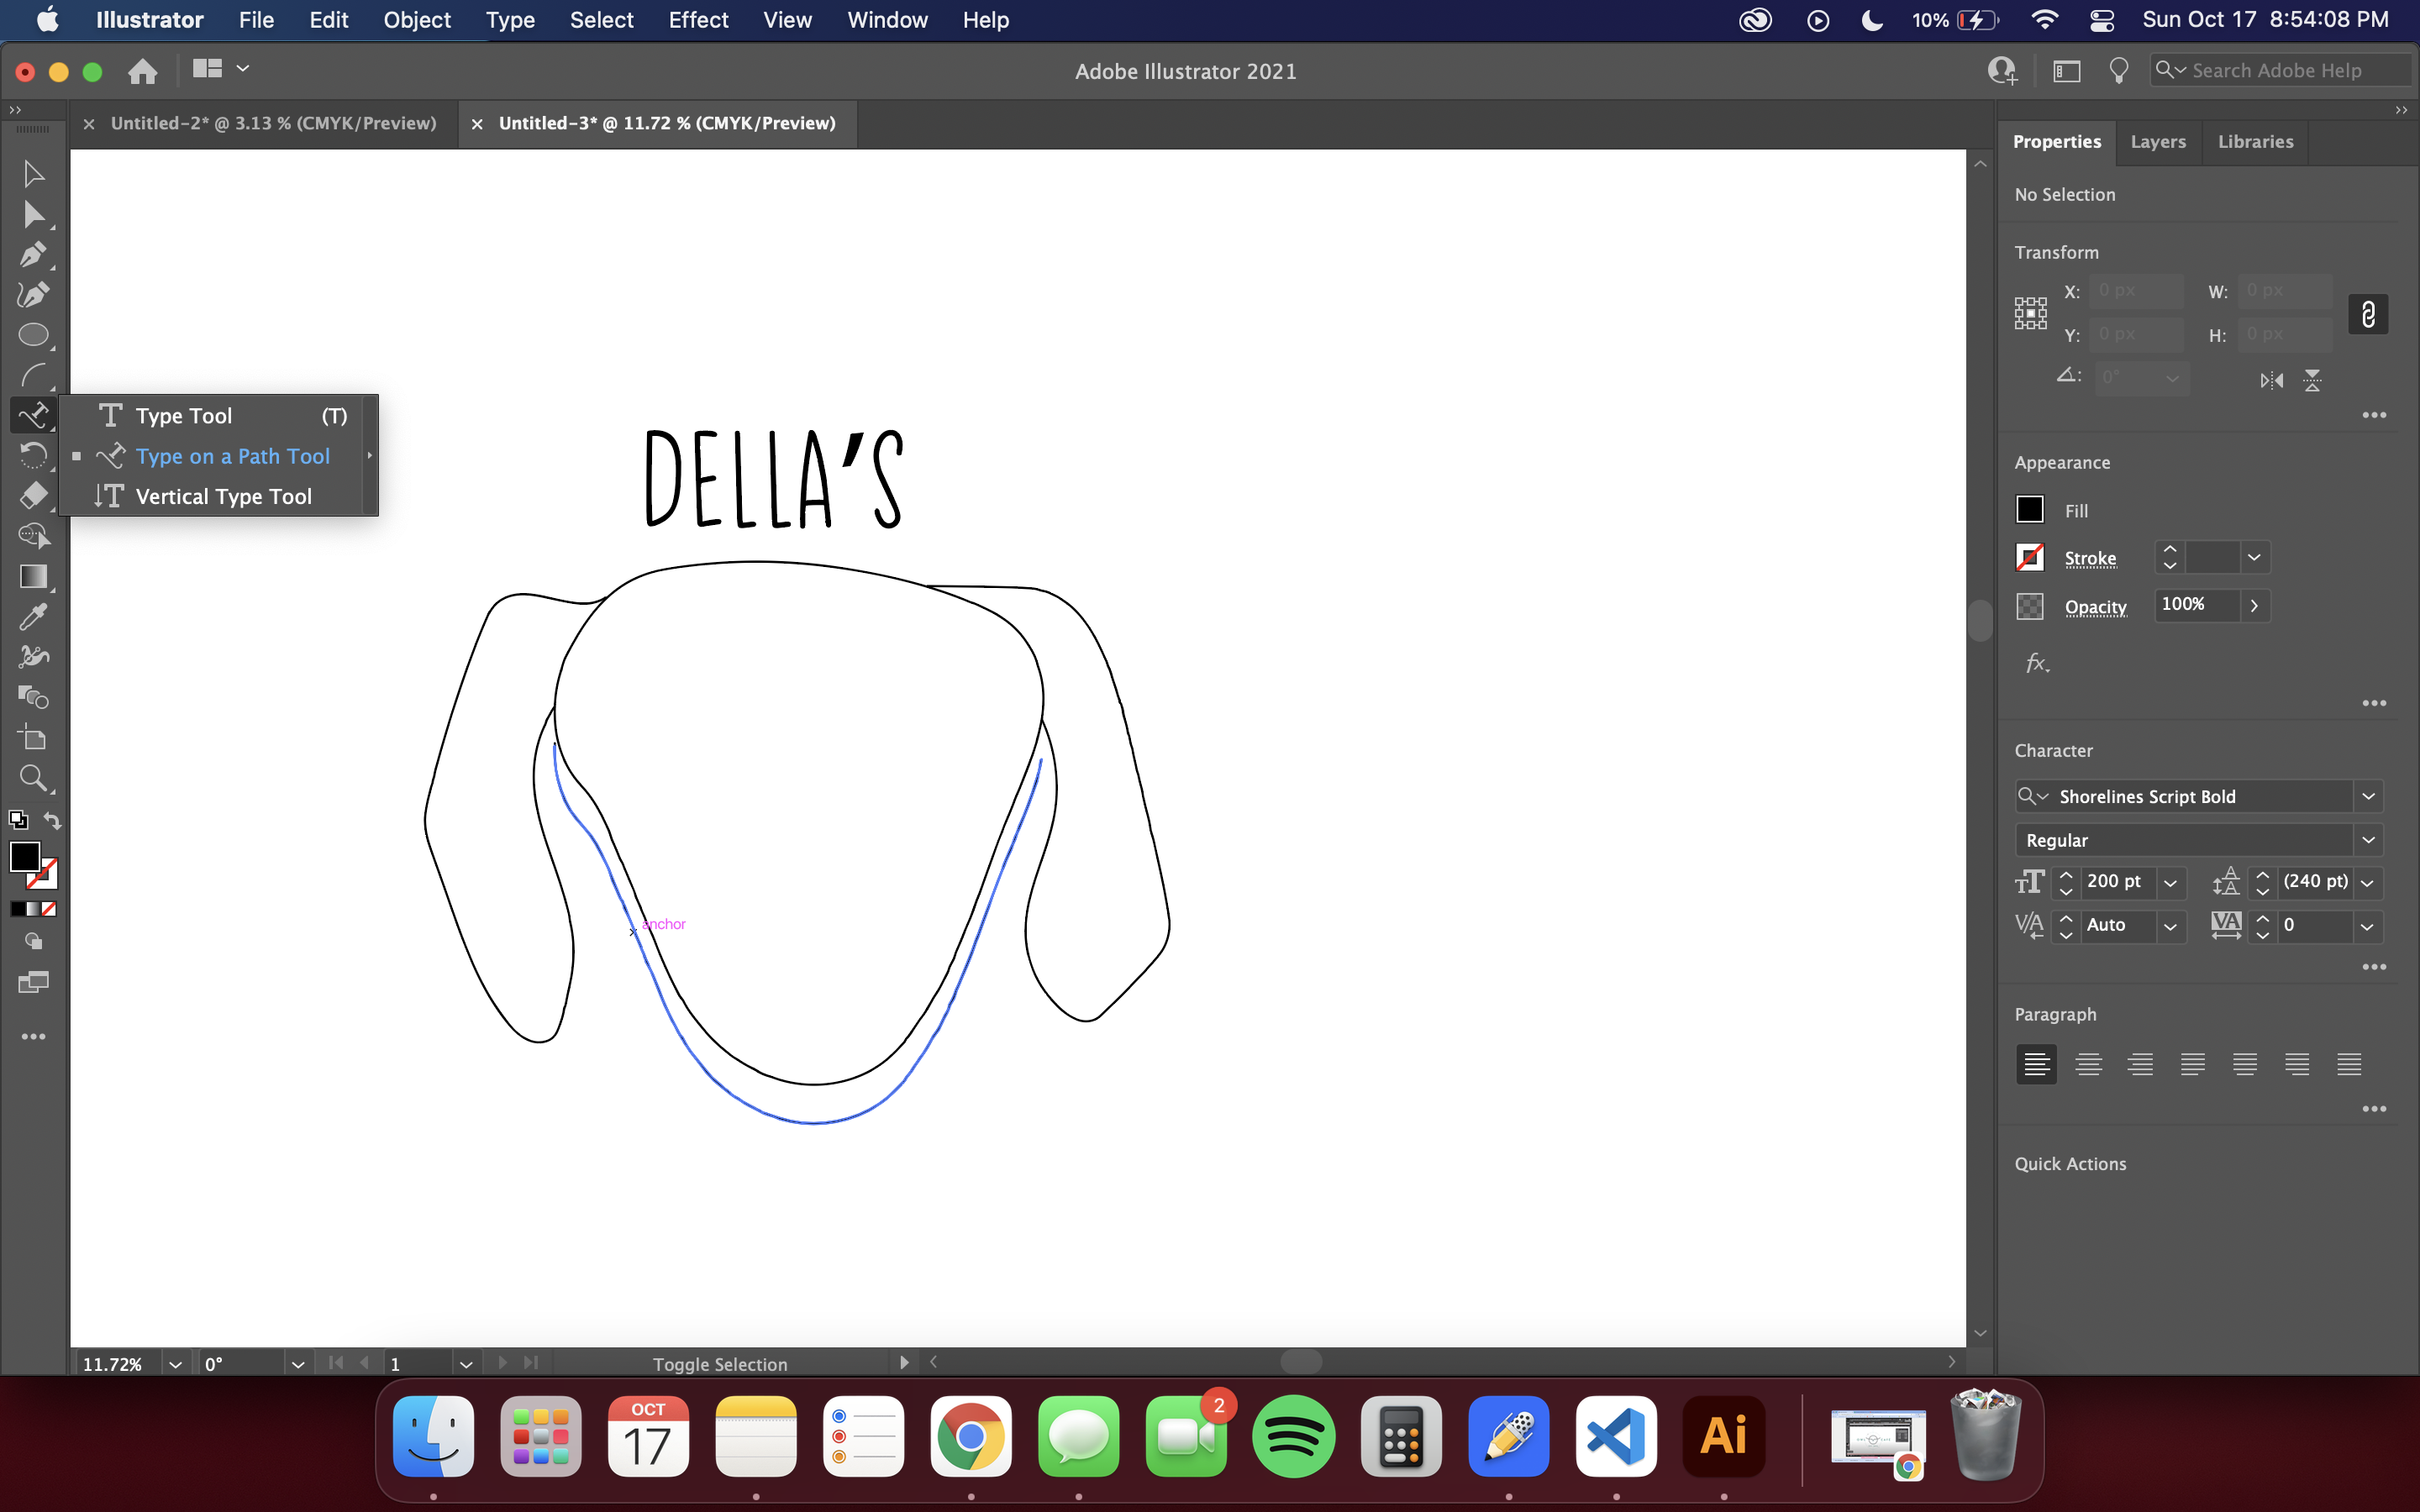 Illustrator File Edit Object Type Select Effect View Window Help 10% Sun Oct 17 8:54:08 PM
Adobe Illustrator 2021 Search Adobe Help
Untitled-2* @ 3.13 % (CMYK/Preview) Untitled-3* @ 11.72 % (CMYK/Preview)
Properties Layers Libraries
No Selection
Transform
X: 0 px W: 0 px
Y: 0 px H: 0 px
0°
Type Tool (T)
Type on a Path Tool
Vertical Type Tool
DELLA'S
Appearance
Fill
Stroke
Opacity 100%
fx
Character
Shorelines Script Bold
Regular
200 pt (240 pt)
Auto 0
anchor
Paragraph
Quick Actions
11.72% 0° 1 Toggle Selection
OCT
17
2
Ai